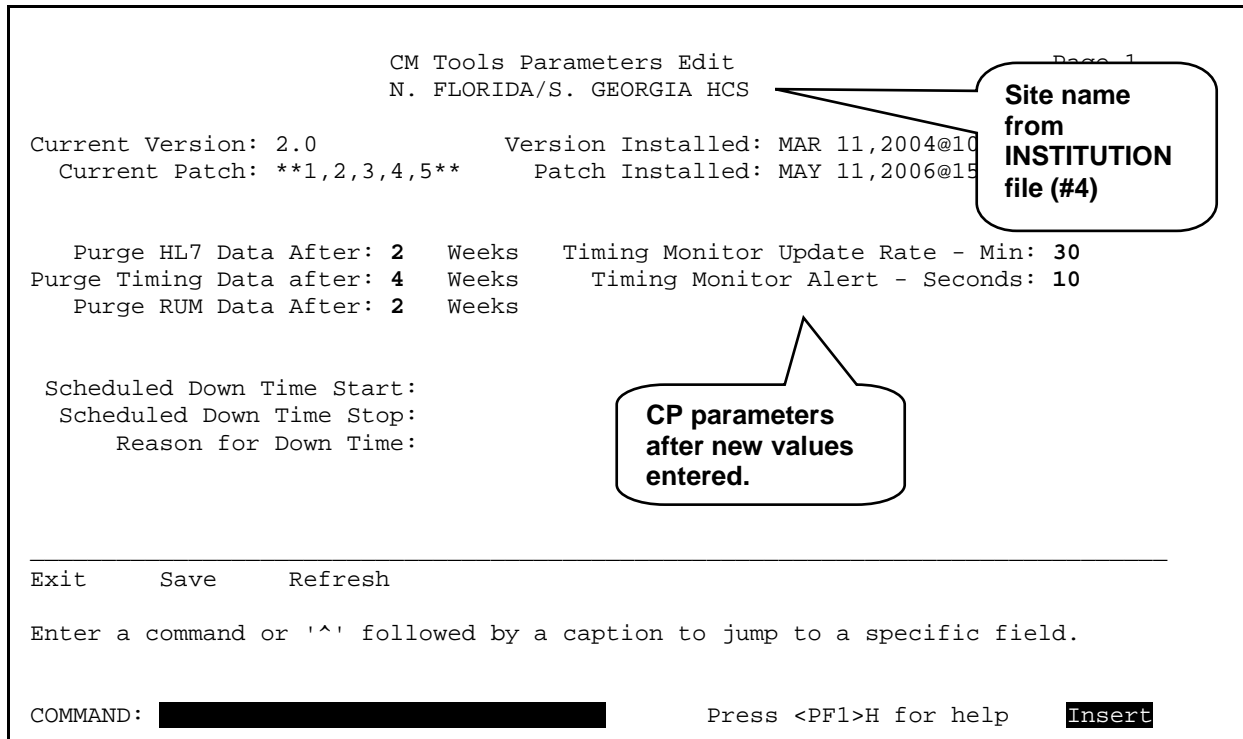 CM Tools Parameters Edit Page 1
N. FLORIDA/S. GEORGIA HCS
Site name
from
INSTITUTION
file (#4)
Current Version: 2.0 Version Installed: MAR 11,2004@10
Current Patch: **1,2,3,4,5** Patch Installed: MAY 11,2006@15
Purge HL7 Data After: 2 Weeks Timing Monitor Update Rate - Min: 30
Purge Timing Data after: 4 Weeks Timing Monitor Alert - Seconds: 10
Purge RUM Data After: 2 Weeks
Scheduled Down Time Start:
Scheduled Down Time Stop:
Reason for Down Time:
CP parameters
after new values
entered.
Exit Save Refresh
Enter a command or '^' followed by a caption to jump to a specific field.
COMMAND: Press <PF1>H for help Insert